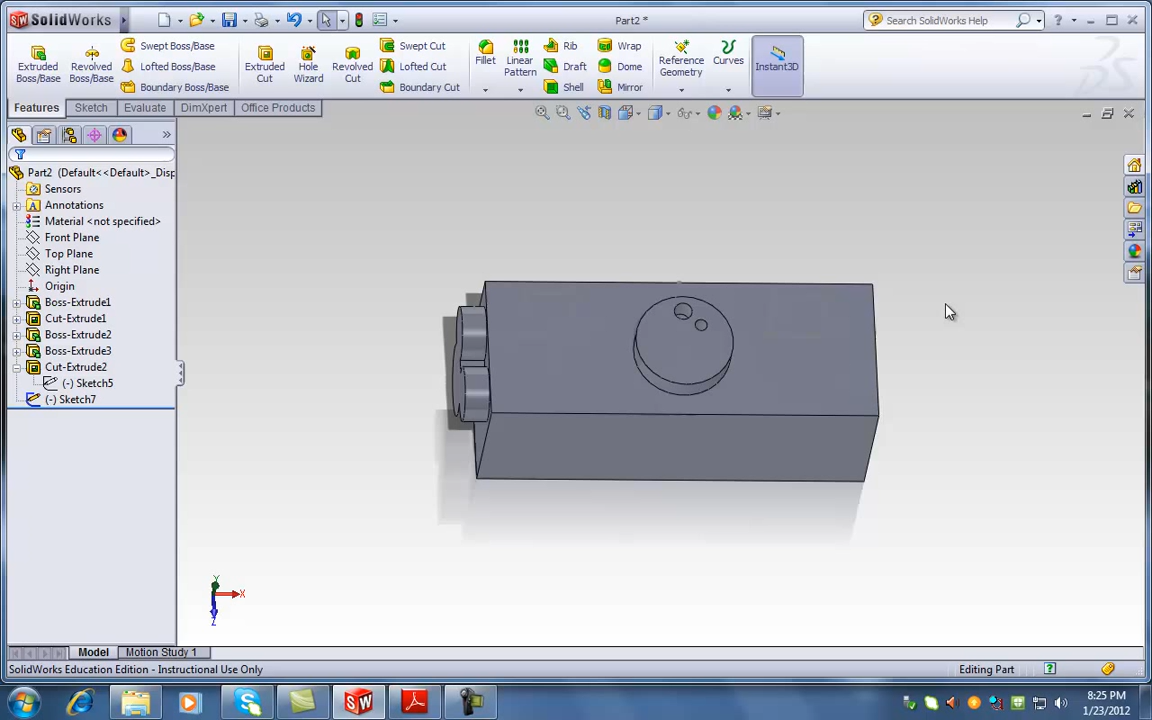 SolidWorks
Part2 *
Search SolidWorks Help
Extruded Boss/Base
Revolved Boss/Base
Swept Boss/Base
Lofted Boss/Base
Boundary Boss/Base
Extruded Cut
Hole Wizard
Revolved Cut
Swept Cut
Lofted Cut
Boundary Cut
Fillet
Linear Pattern
Rib
Draft
Shell
Wrap
Dome
Mirror
Reference Geometry
Curves
Instant3D
Features
Sketch
Evaluate
DimXpert
Office Products
Part2 (Default<<Default>_Disp
Sensors
Annotations
Material <not specified>
Front Plane
Top Plane
Right Plane
Origin
Boss-Extrude1
Cut-Extrude1
Boss-Extrude2
Boss-Extrude3
Cut-Extrude2
(-) Sketch5
(-) Sketch7
Y
X
Z
Model
Motion Study 1
SolidWorks Education Edition - Instructional Use Only
Editing Part
8:25 PM
1/23/2012